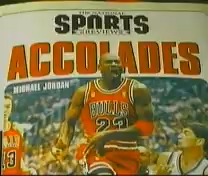 THE NATIONAL
SPORTS
REVIEW
ACCOLADES
MICHAEL JORDAN
BULLS
23